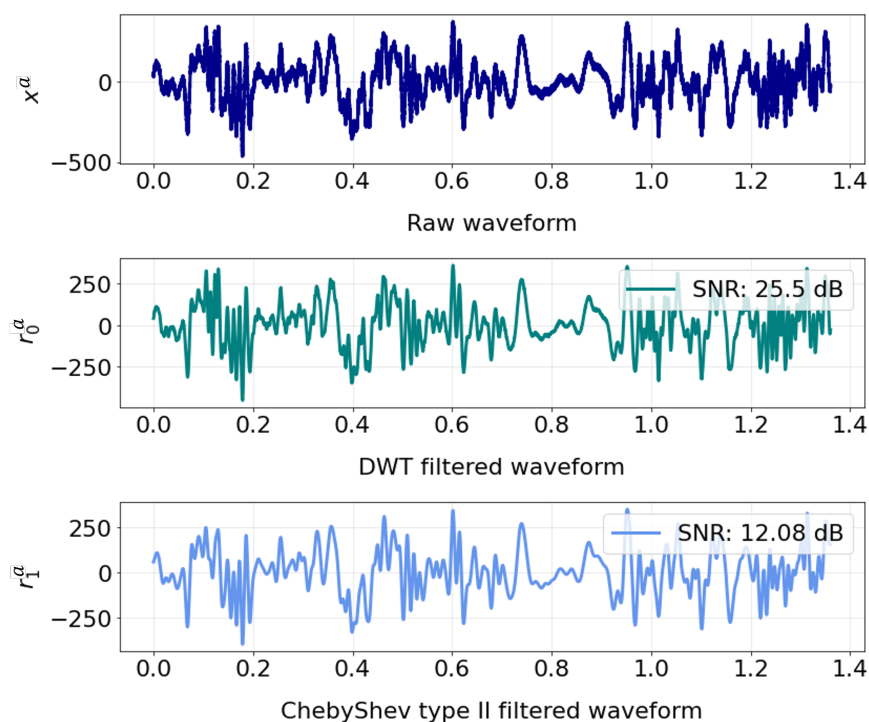 x^a
0
−500
0.0 0.2 0.4 0.6 0.8 1.0 1.2 1.4
Raw waveform
r_0^a
250
0
−250
SNR: 25.5 dB
0.0 0.2 0.4 0.6 0.8 1.0 1.2 1.4
DWT filtered waveform
r_1^a
250
0
−250
SNR: 12.08 dB
0.0 0.2 0.4 0.6 0.8 1.0 1.2 1.4
ChebyShev type II filtered waveform